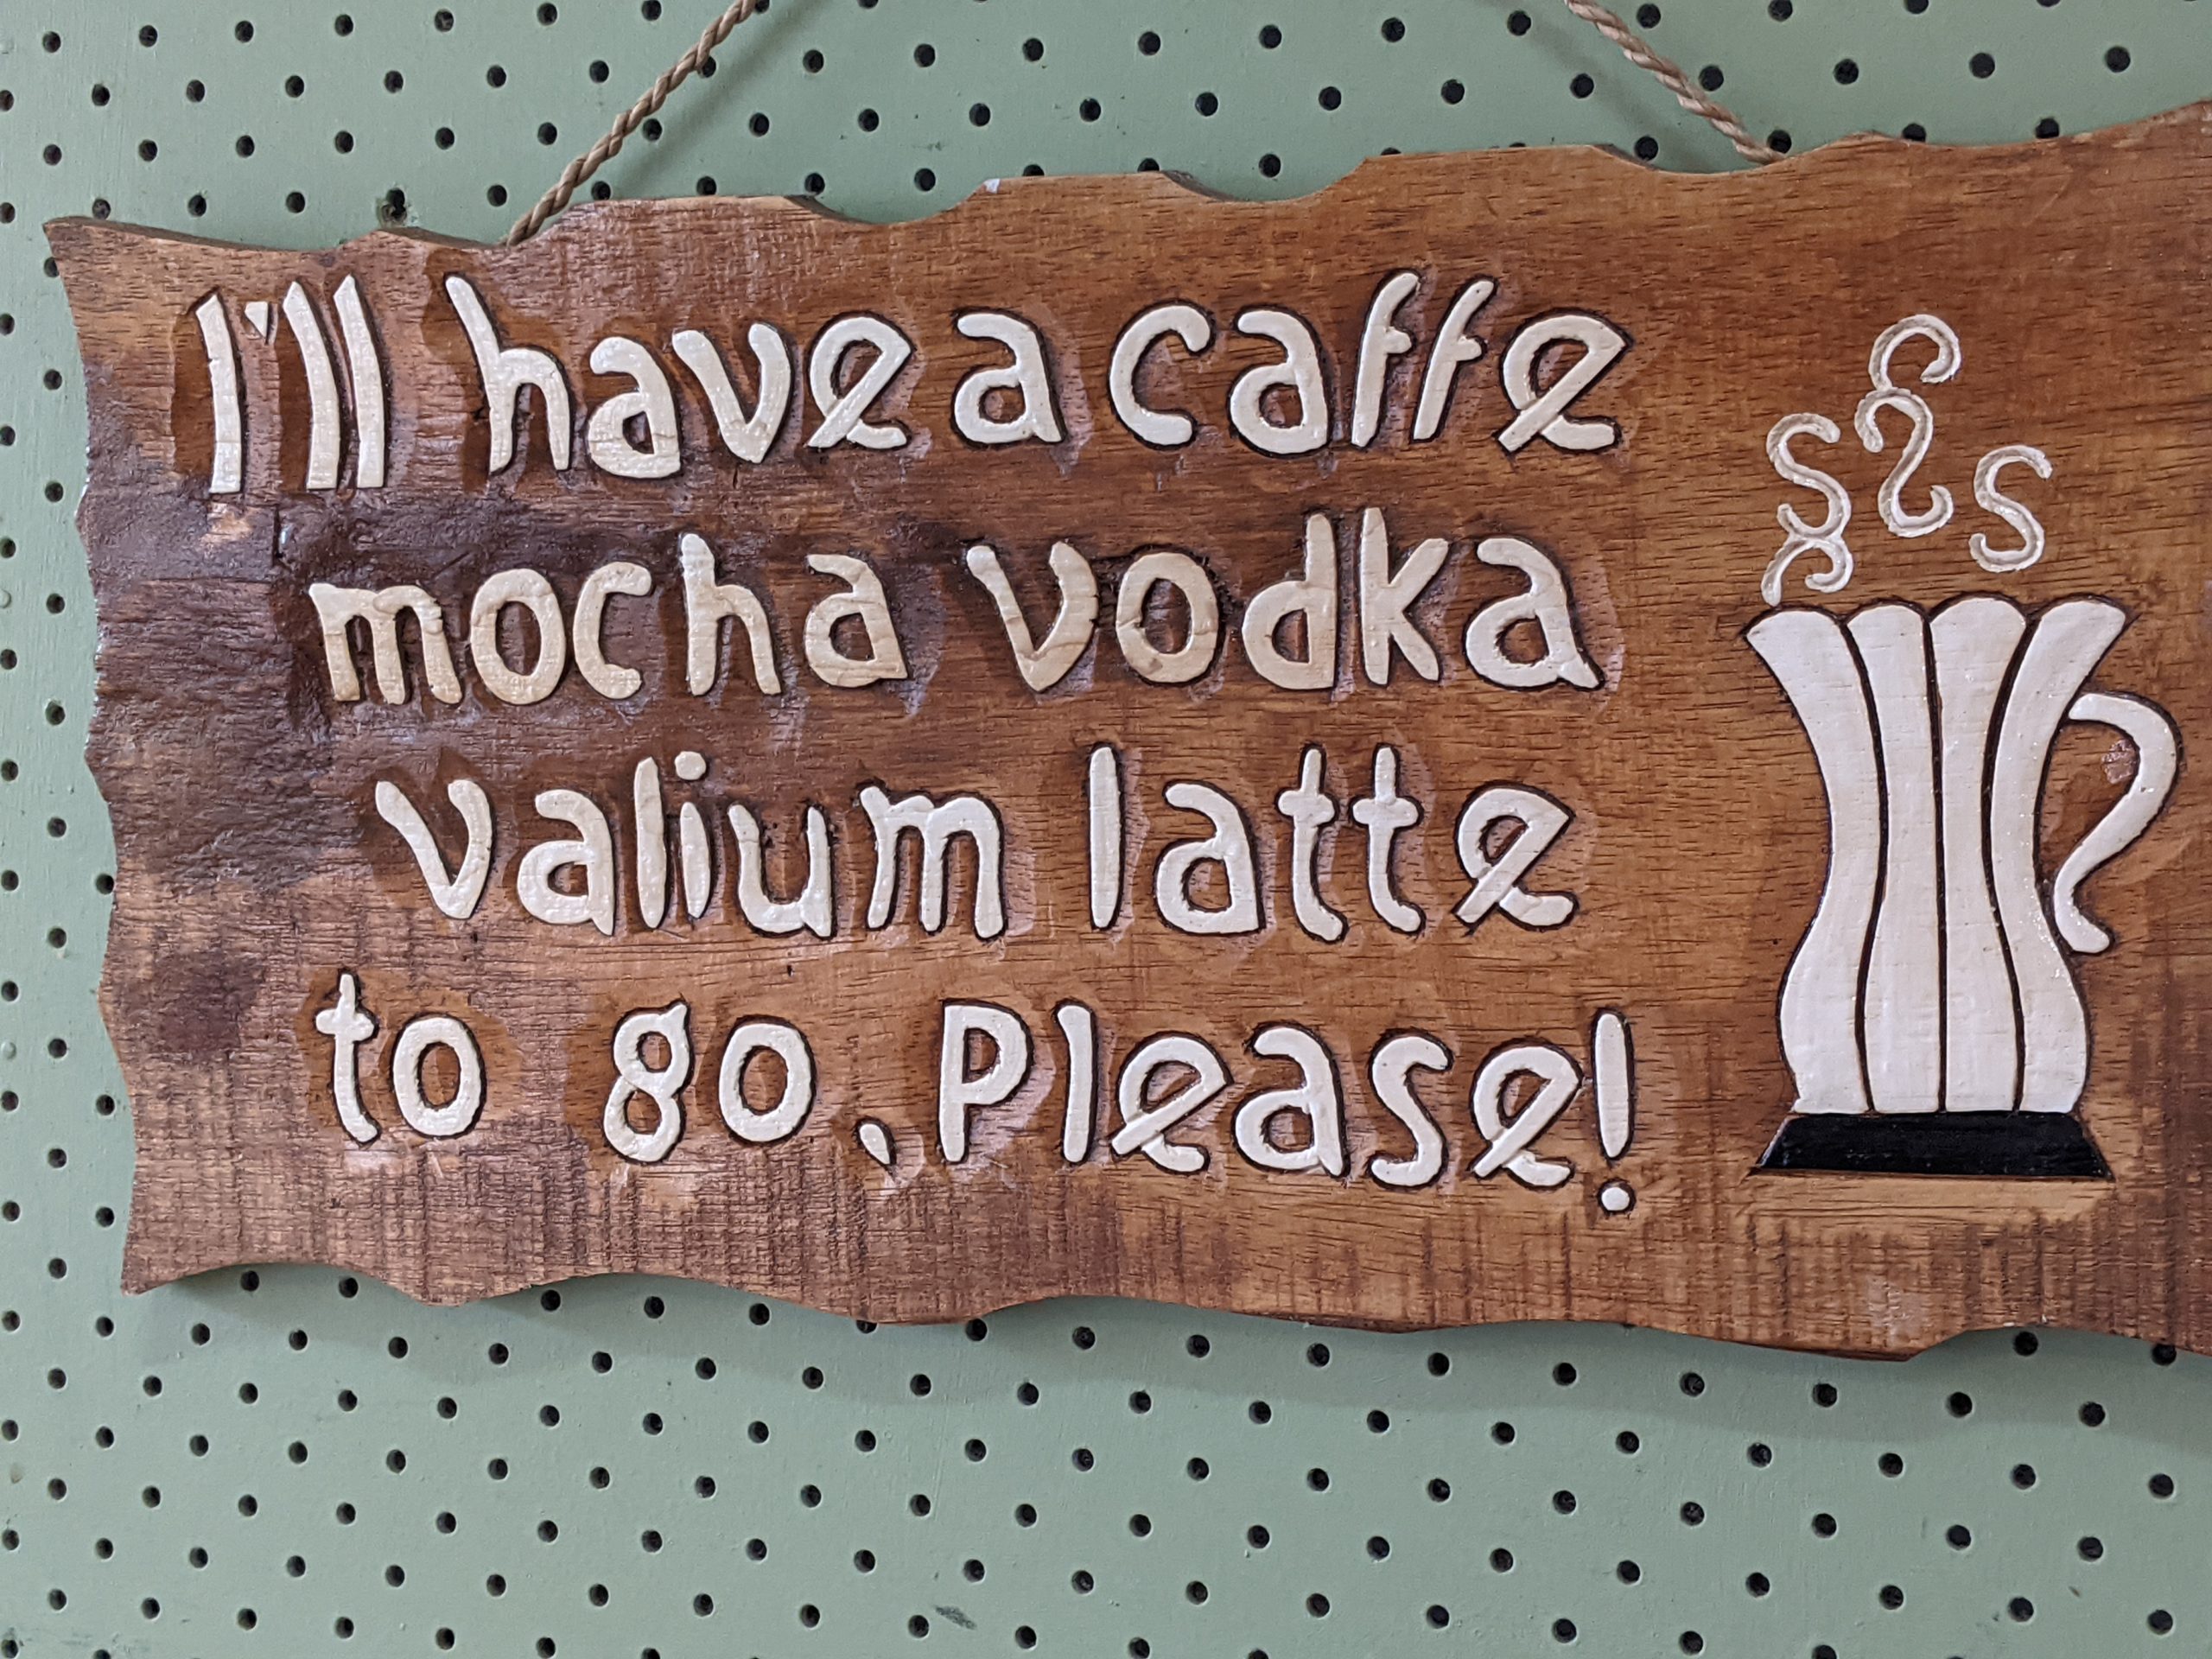 I'll have a caffe
mocha vodka
valium latte
to go, Please!